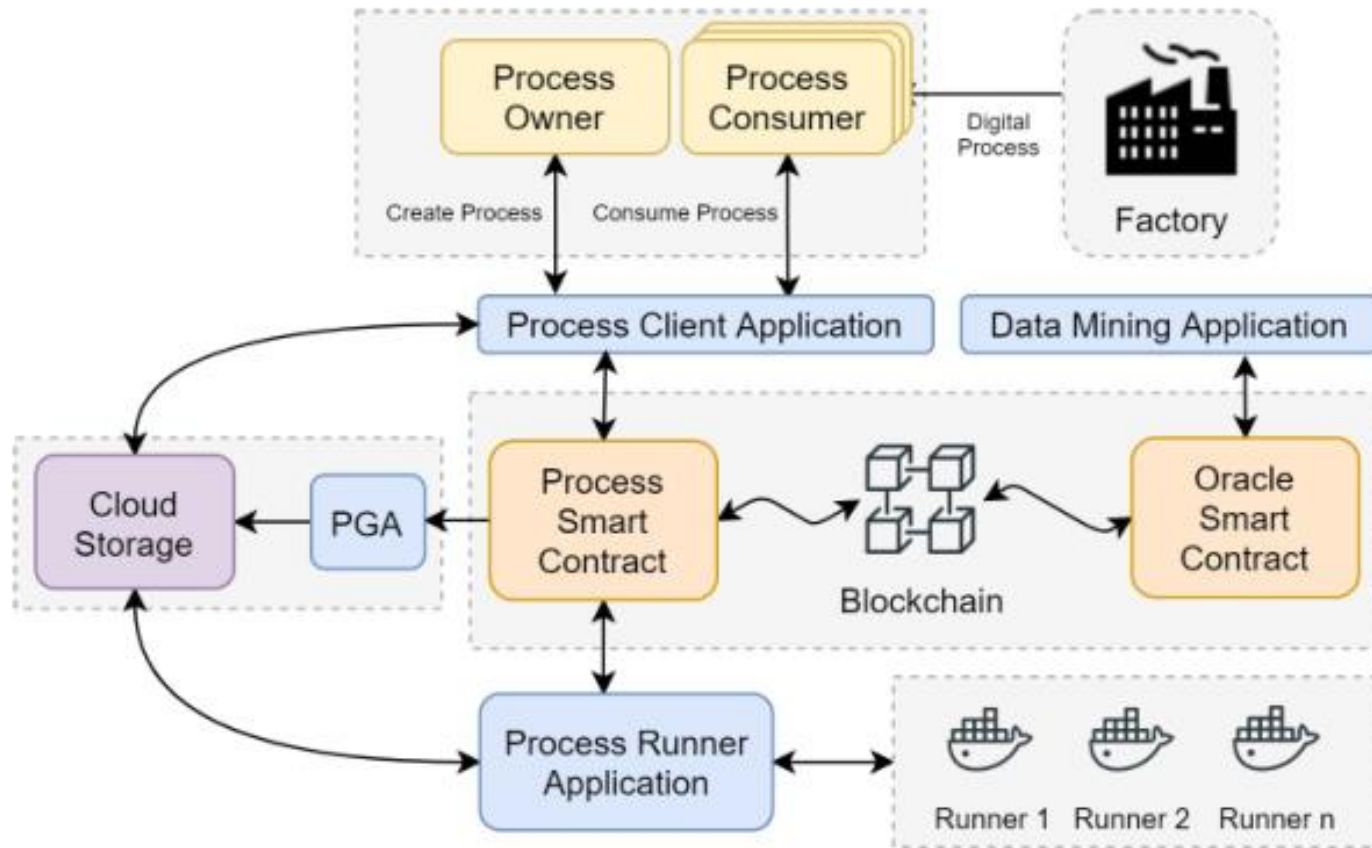 Process
Owner
Process
Consumer
Digital
Process
Factory
Create Process
Consume Process
Process Client Application
Data Mining Application
Cloud
Storage
PGA
Process
Smart
Contract
Blockchain
Oracle
Smart
Contract
Process Runner
Application
Runner 1
Runner 2
Runner n